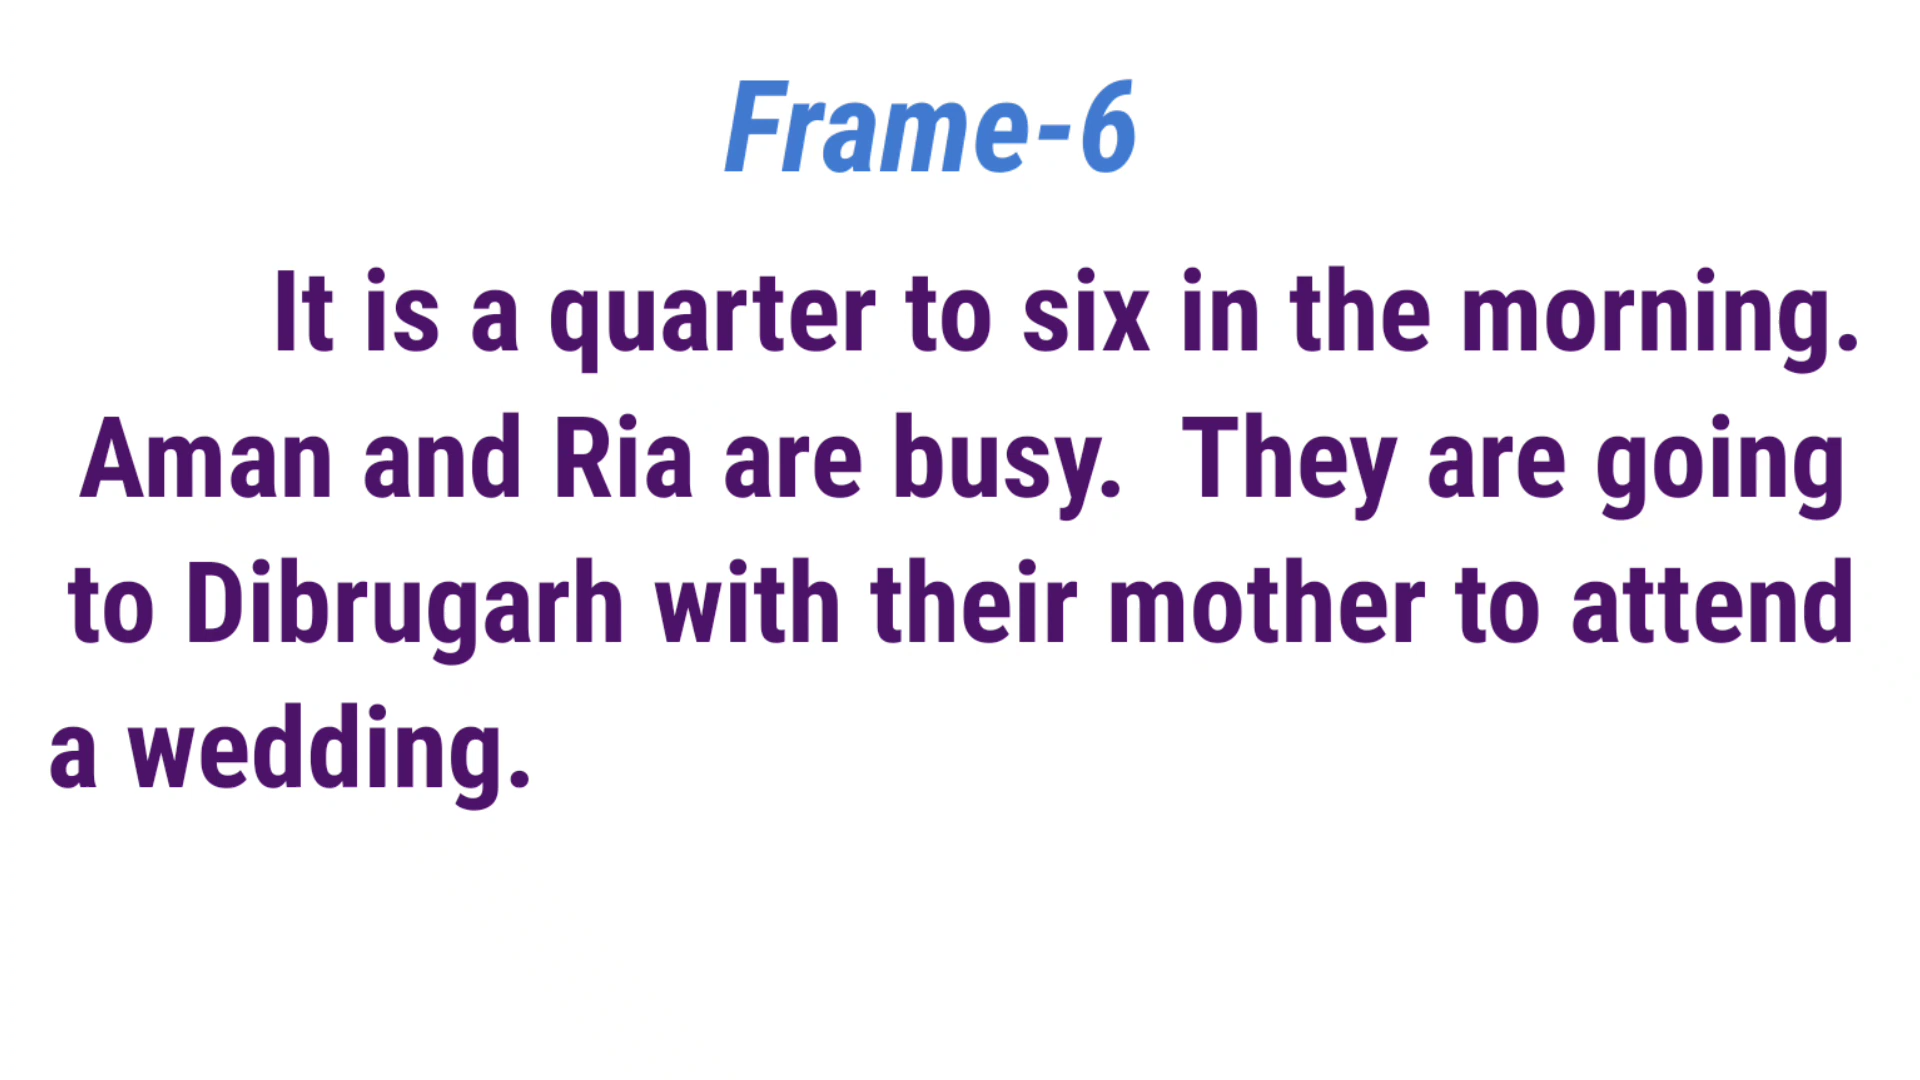 Frame-6
It is a quarter to six in the morning.
Aman and Ria are busy.  They are going
to Dibrugarh with their mother to attend
a wedding.